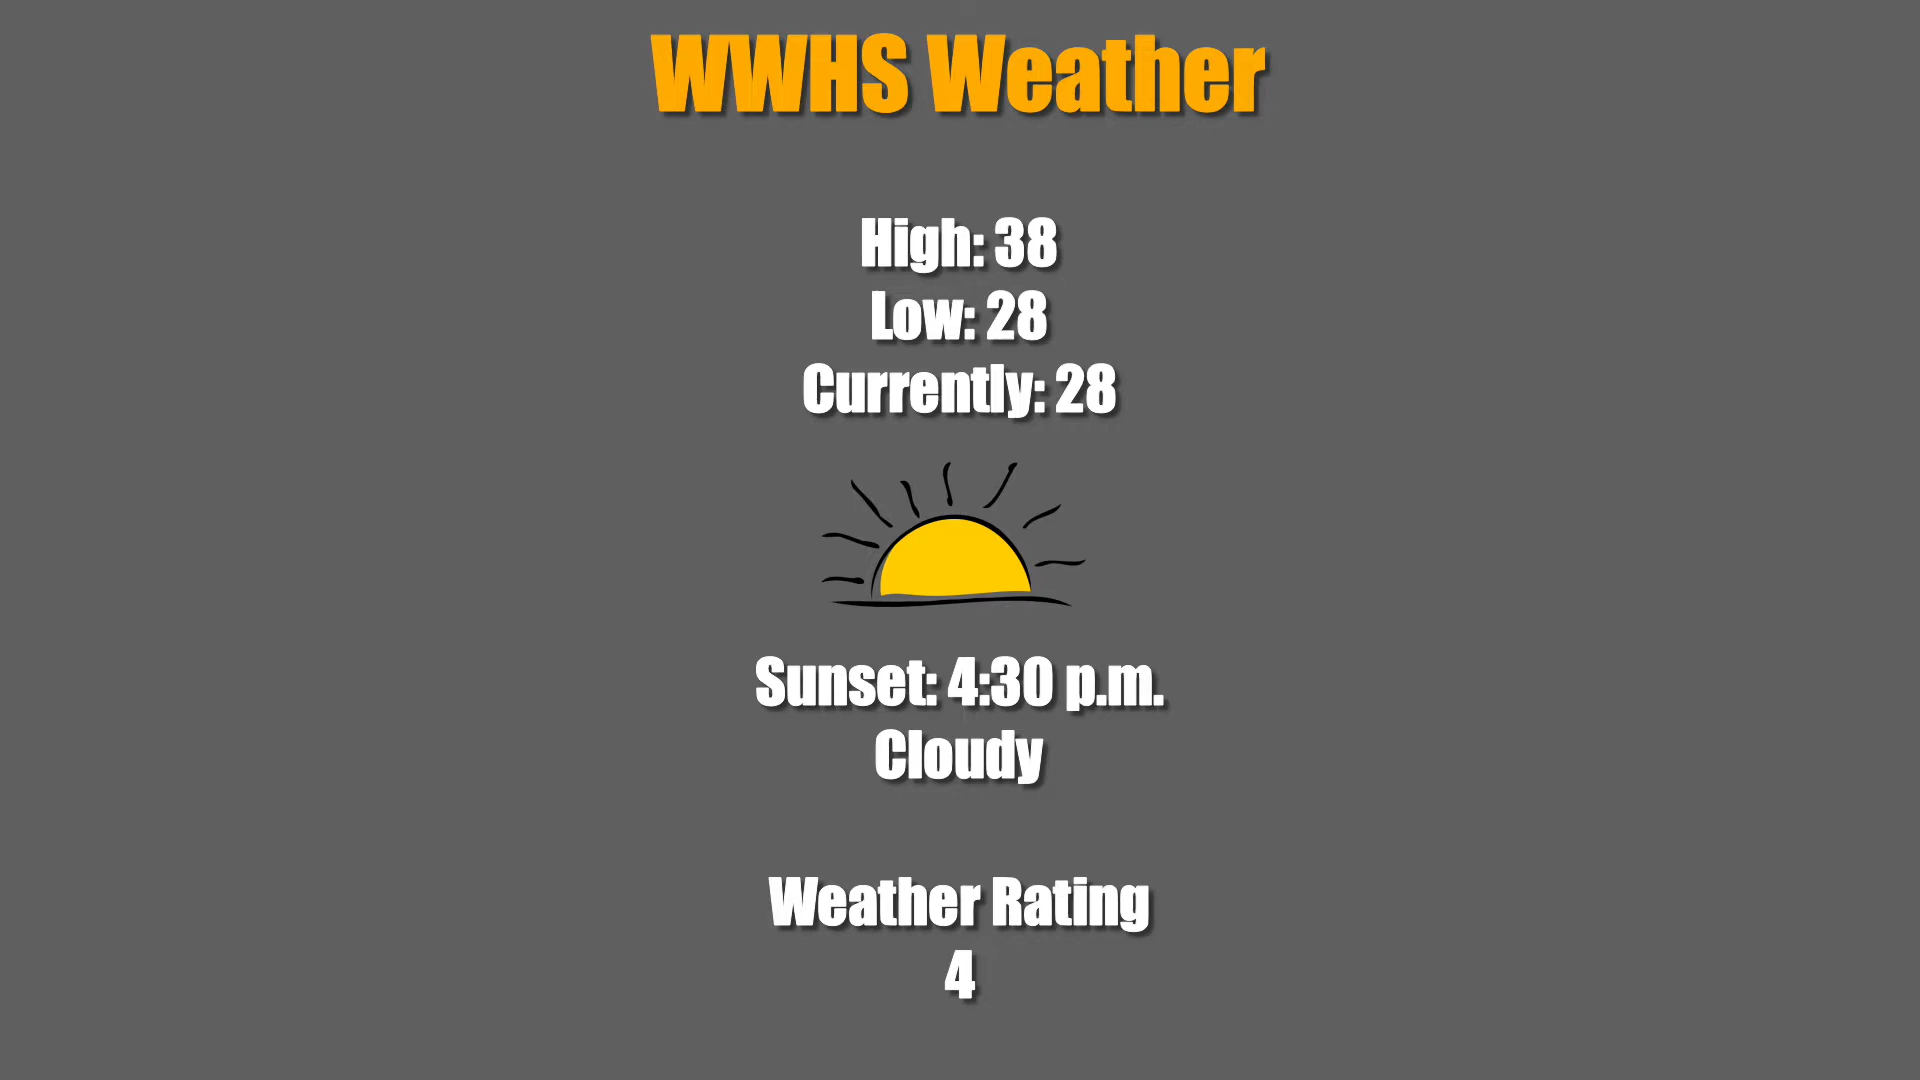 WWHS Weather
High: 38
Low: 28
Currently: 28
Sunset: 4:30 p.m.
Cloudy
Weather Rating
4